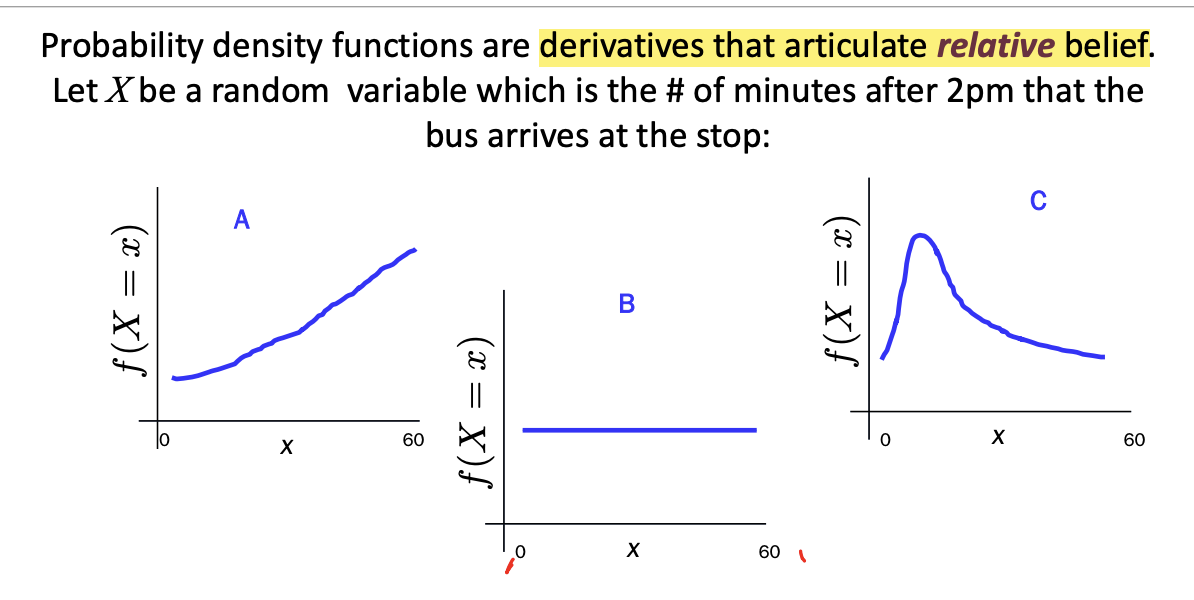 Probability density functions are derivatives that articulate relative belief.
Let X be a random variable which is the # of minutes after 2pm that the
bus arrives at the stop:
A
f(X = x)
0
x
60
B
f(X = x)
0
x
60
C
f(X = x)
0
x
60